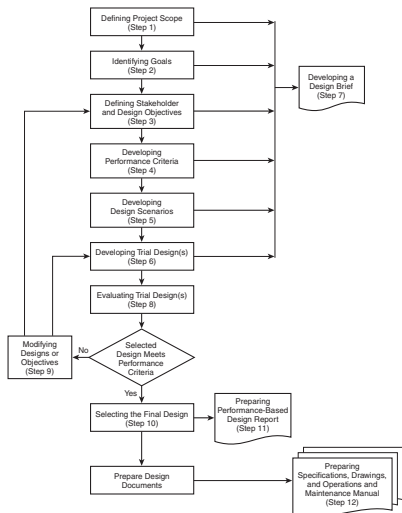 Defining Project Scope
(Step 1)
Identifying Goals
(Step 2)
Developing a
Design Brief
(Step 7)
Defining Stakeholder
and Design Objectives
(Step 3)
Developing
Performance Criteria
(Step 4)
Developing
Design Scenarios
(Step 5)
Developing Trial Design(s)
(Step 6)
Evaluating Trial Design(s)
(Step 8)
Modifying
Designs or
Objectives
(Step 9)
No
Selected
Design Meets
Performance
Criteria
Yes
Selecting the Final Design
(Step 10)
Preparing
Performance-Based
Design Report
(Step 11)
Prepare Design
Documents
Preparing
Specifications, Drawings,
and Operations and
Maintenance Manual
(Step 12)